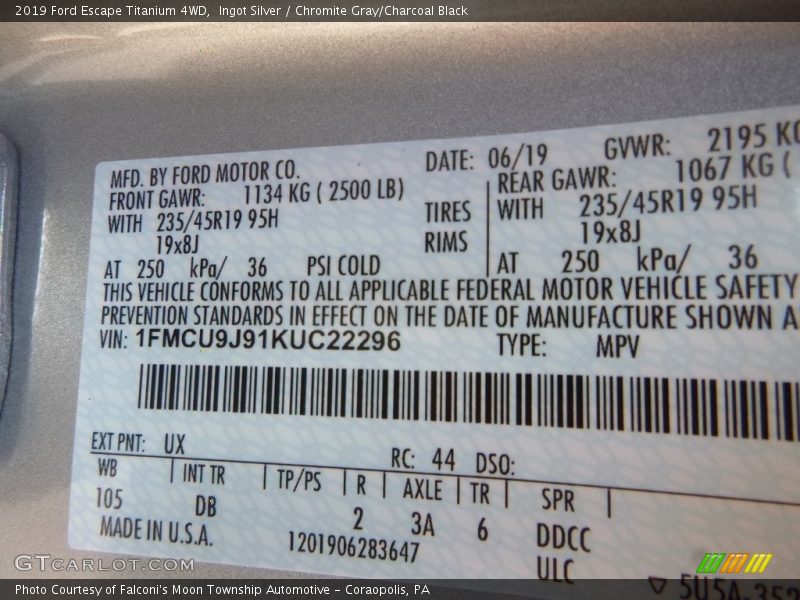 2019 Ford Escape Titanium 4WD, Ingot Silver / Chromite Gray/Charcoal Black
MFD. BY FORD MOTOR CO. DATE: 06/19 GVWR: 2195 KG
FRONT GAWR: 1134 KG ( 2500 LB) REAR GAWR: 1067 KG (
WITH 235/45R19 95H TIRES WITH 235/45R19 95H
19x8J RIMS 19x8J
AT 250 kPa/ 36 PSI COLD AT 250 kPa/ 36
THIS VEHICLE CONFORMS TO ALL APPLICABLE FEDERAL MOTOR VEHICLE SAFETY
PREVENTION STANDARDS IN EFFECT ON THE DATE OF MANUFACTURE SHOWN A
VIN: 1FMCU9J91KUC22296 TYPE: MPV
EXT PNT: UX RC: 44 DSO:
WB INT TR TP/PS R AXLE TR SPR
105 DB 2 3A 6 DDCC
MADE IN U.S.A. 1201906283647 ULC
5U5A-352
GTCarLot.com
Photo Courtesy of Falconi's Moon Township Automotive - Coraopolis, PA